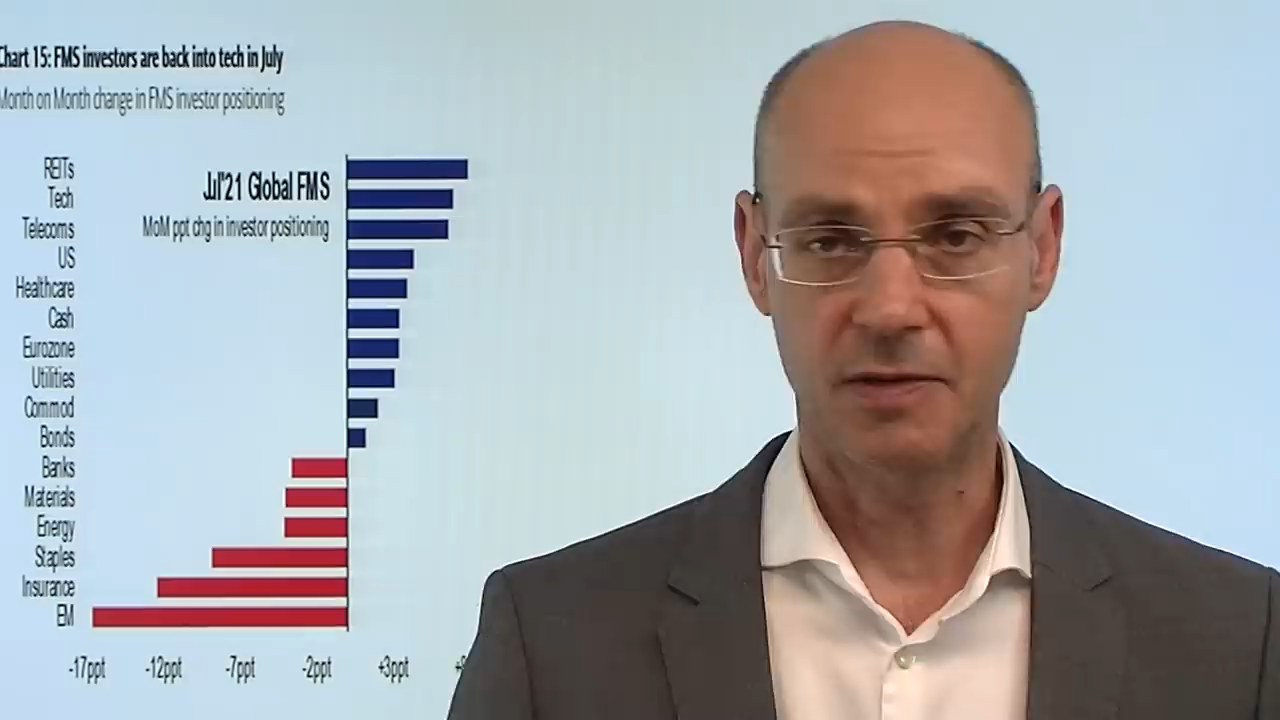 Chart 15: FMS investors are back into tech in July
Month on Month change in FMS investor positioning
Jul'21 Global FMS
MoM ppt chg in investor positioning
REITs
Tech
Telecoms
US
Healthcare
Cash
Eurozone
Utilities
Commod
Bonds
Banks
Materials
Energy
Staples
Insurance
EM
-17ppt -12ppt -7ppt -2ppt +3ppt